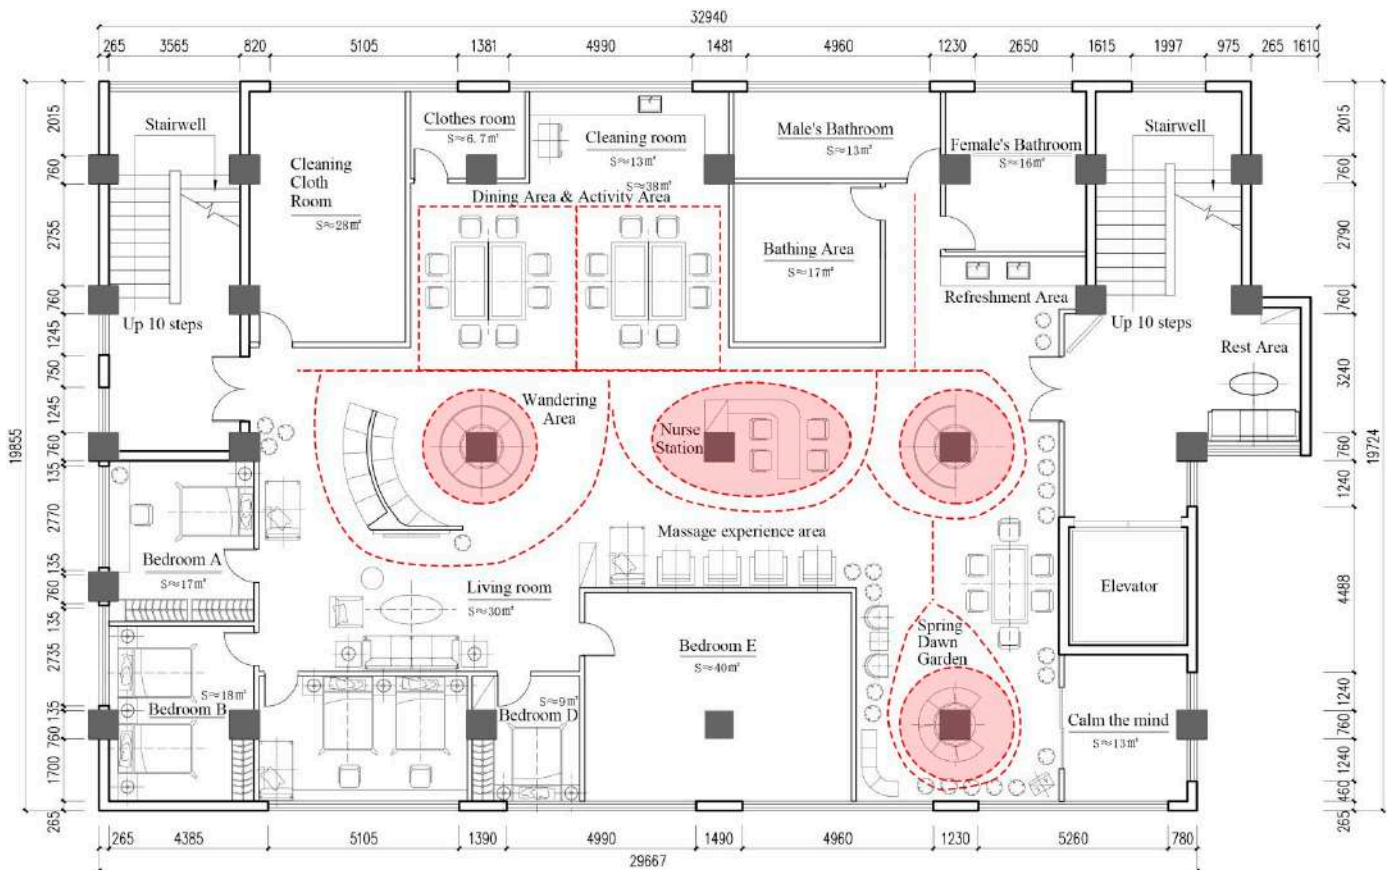 32940
265 3565 820 5105 1381 4990 1481 4960 1230 2650 1615 1997 975 265 1610
2015
760
2755
760
1245
750
1245
760
135
2770
135
760
135
2735
135
760
1700
265
19855
2015
760
2790
760
3240
760
1240
4488
1240
760
1240
460
265
19724
Stairwell
Up 10 steps
Cleaning
Cloth
Room
S≈28㎡
Clothes room
S≈6.7㎡
Cleaning room
S≈13㎡
S≈38㎡
Dining Area & Activity Area
Male's Bathroom
S≈13㎡
Female's Bathroom
S≈16㎡
Stairwell
Bathing Area
S≈17㎡
Refreshment Area
Up 10 steps
Rest Area
Wandering
Area
Nurse
Station
Massage experience area
Bedroom A
S≈17㎡
Living room
S≈30㎡
Elevator
Spring
Dawn
Garden
Bedroom E
S≈40㎡
S≈18㎡
Bedroom B
S≈9㎡
Bedroom D
Calm the mind
S≈13㎡
265 4385 5105 1390 4990 1490 4960 1230 5260 780
29667